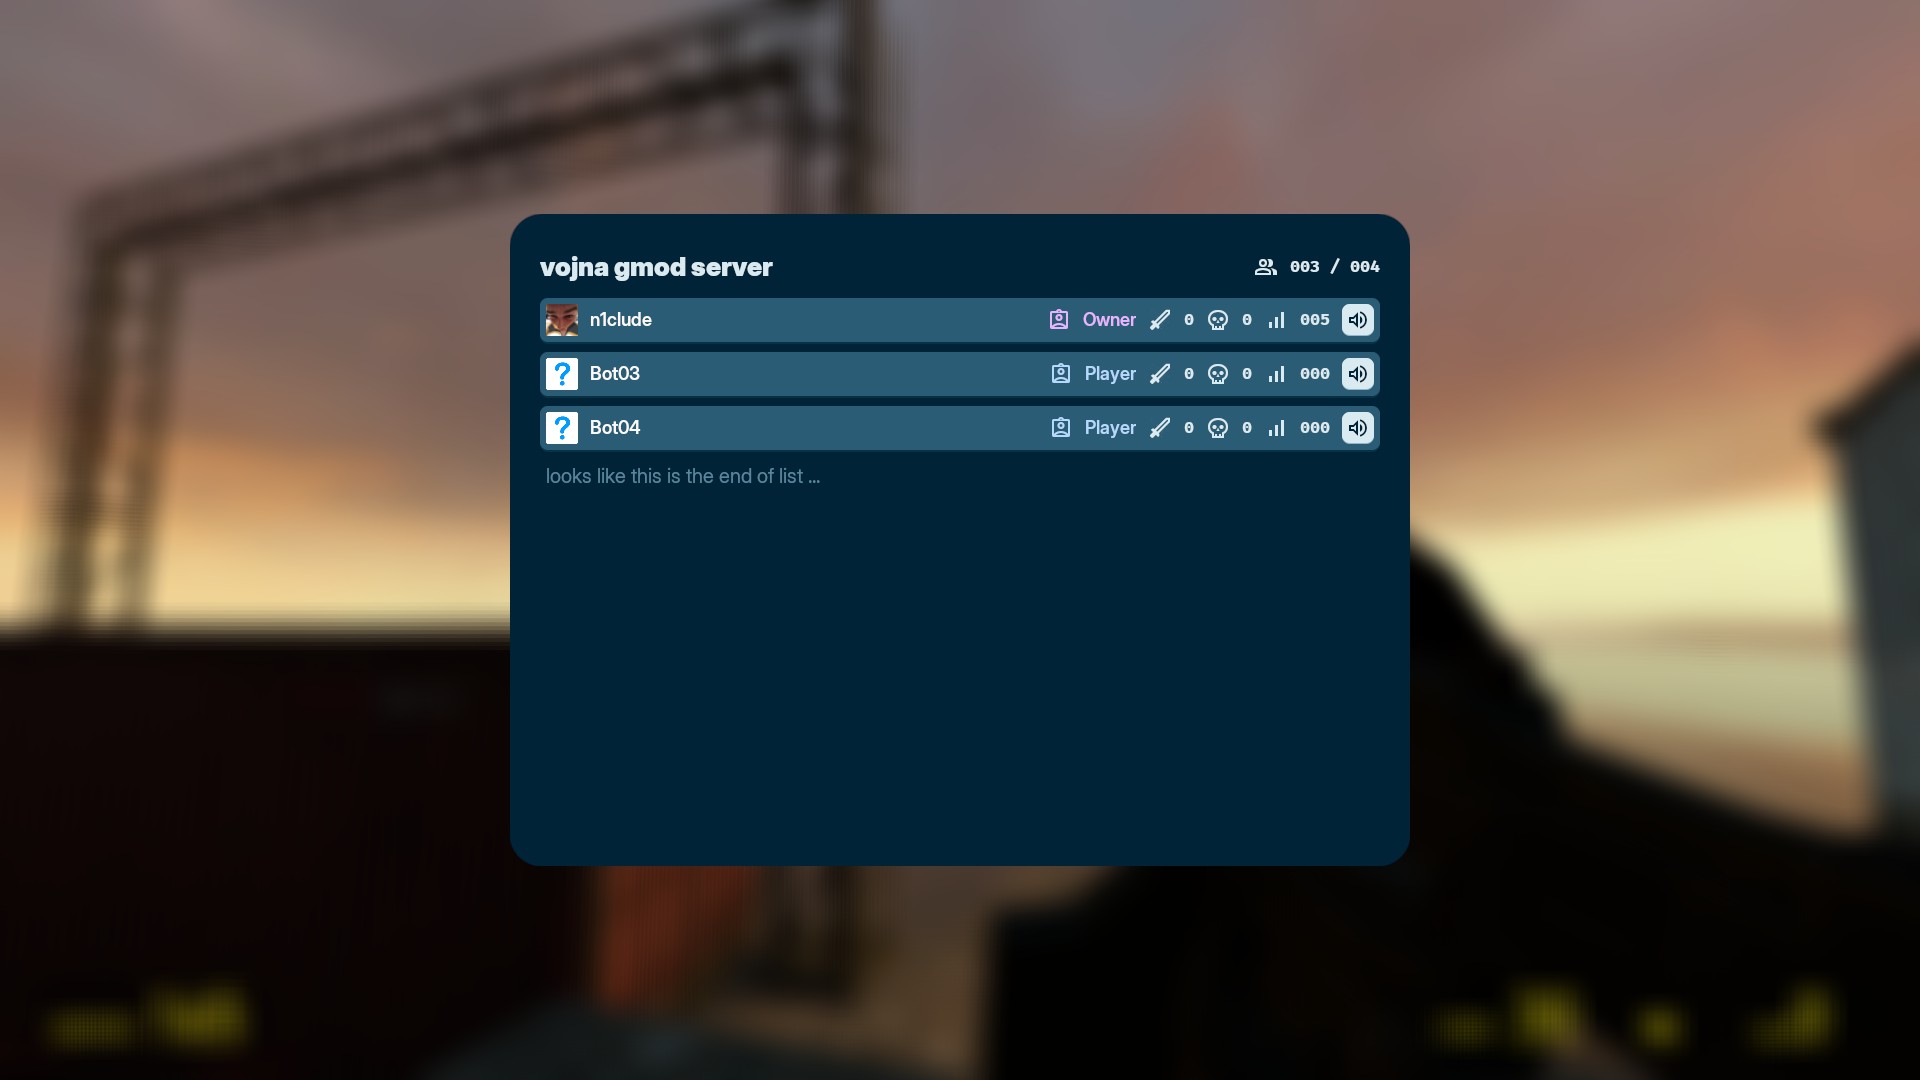 vojna gmod server 003 / 004
n1clude Owner 0 0 005
Bot03 Player 0 0 000
Bot04 Player 0 0 000
looks like this is the end of list ...